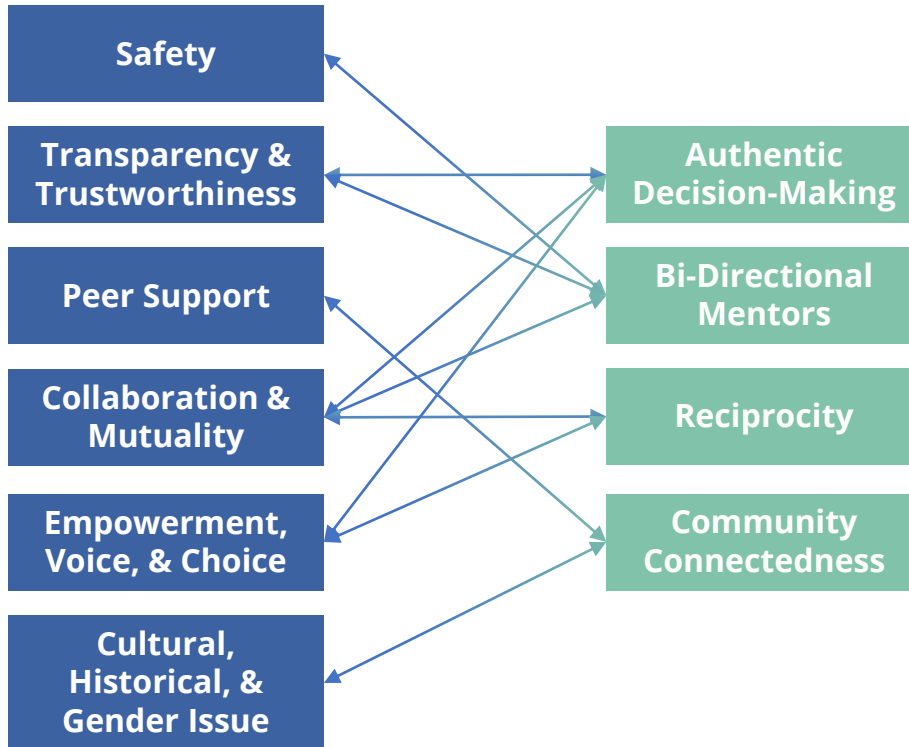 Safety
Transparency &
Trustworthiness
Peer Support
Collaboration &
Mutuality
Empowerment,
Voice, & Choice
Cultural,
Historical, &
Gender Issue
Authentic
Decision-Making
Bi-Directional
Mentors
Reciprocity
Community
Connectedness